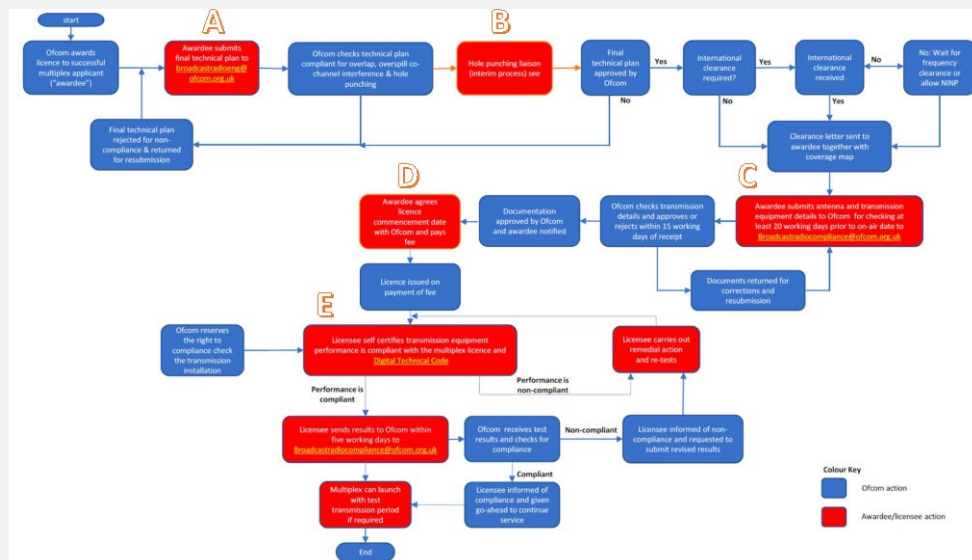 A
B
start
Ofcom awards
licence to successful
multiplex applicant
("awardee")
Awardee submits
final technical plan to
broadcastradioeng@
ofcom.org.uk
Ofcom checks technical plan
compliant for overlap, overspill co-
channel interference & hole
punching
Hole punching liaison
(interim process) see
Final
technical plan
approved by
Ofcom
Yes
No
International
clearance
required?
Yes
No
International
clearance
received
No
Yes
No: Wait for
frequency
clearance or
allow NINP
Final technical plan
rejected for non-
compliance & returned
for resubmission
Clearance letter sent to
awardee together with
coverage map
D
C
Awardee agrees
licence
commencement date
with Ofcom and pays
fee
Documentation
approved by Ofcom
and awardee notified
Ofcom checks transmission
details and approves or
rejects within 15 working
days of receipt
Awardee submits antenna and transmission
equipment details to Ofcom for checking at
least 20 working days prior to on-air date to
Broadcastradiocompliance@ofcom.org.uk
Licence issued on
payment of fee
Documents returned for
corrections and
resubmission
E
Ofcom reserves
the right to
compliance check
the transmission
installation
Licensee self certifies transmission equipment
performance is compliant with the multiplex licence and
Digital Technical Code
Licensee carries out
remedial action
and re-tests
Performance is
compliant
Performance is
non-compliant
Licensee sends results to Ofcom within
five working days to
Broadcastradiocompliance@ofcom.org.uk
Ofcom receives test
results and checks for
compliance
Non-compliant
Licensee informed of non-
compliance and requested to
submit revised results
Compliant
Multiplex can launch
with test
transmission period
if required
Licensee informed of
compliance and given
go-ahead to continue
service
End
Colour Key
Ofcom action
Awardee/licensee action